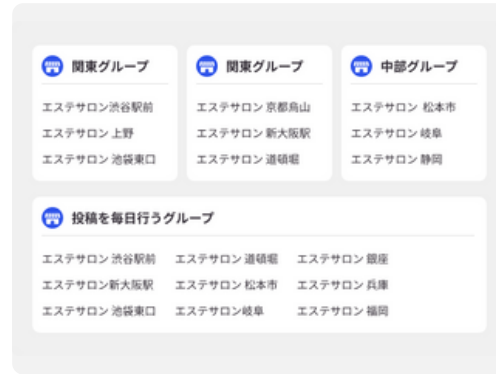 関東グループ
エステサロン渋谷駅前
エステサロン 上野
エステサロン 池袋東口
関東グループ
エステサロン 京都烏山
エステサロン 新大阪駅
エステサロン 道頓堀
中部グループ
エステサロン 松本市
エステサロン 岐阜
エステサロン 静岡
投稿を毎日行うグループ
エステサロン 渋谷駅前 エステサロン 道頓堀 エステサロン 銀座
エステサロン新大阪駅 エステサロン 松本市 エステサロン 兵庫
エステサロン 池袋東口 エステサロン岐阜 エステサロン 福岡